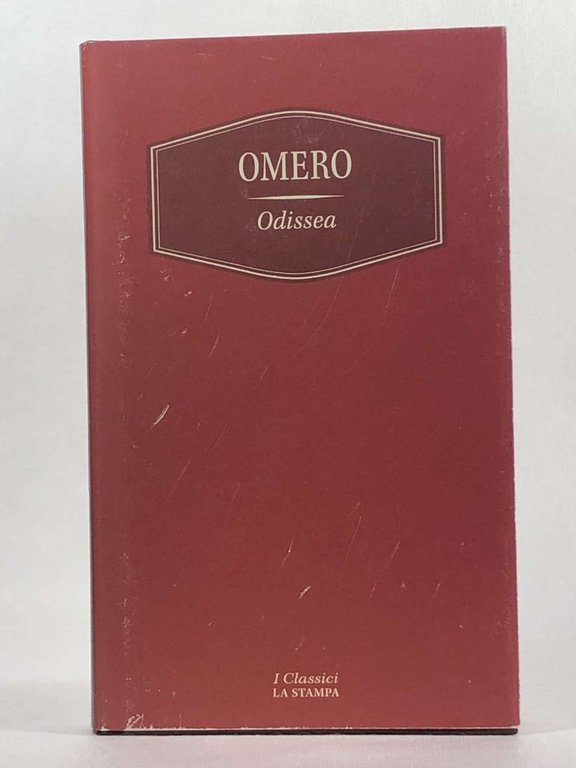 OMERO
Odissea
I Classici
LA STAMPA